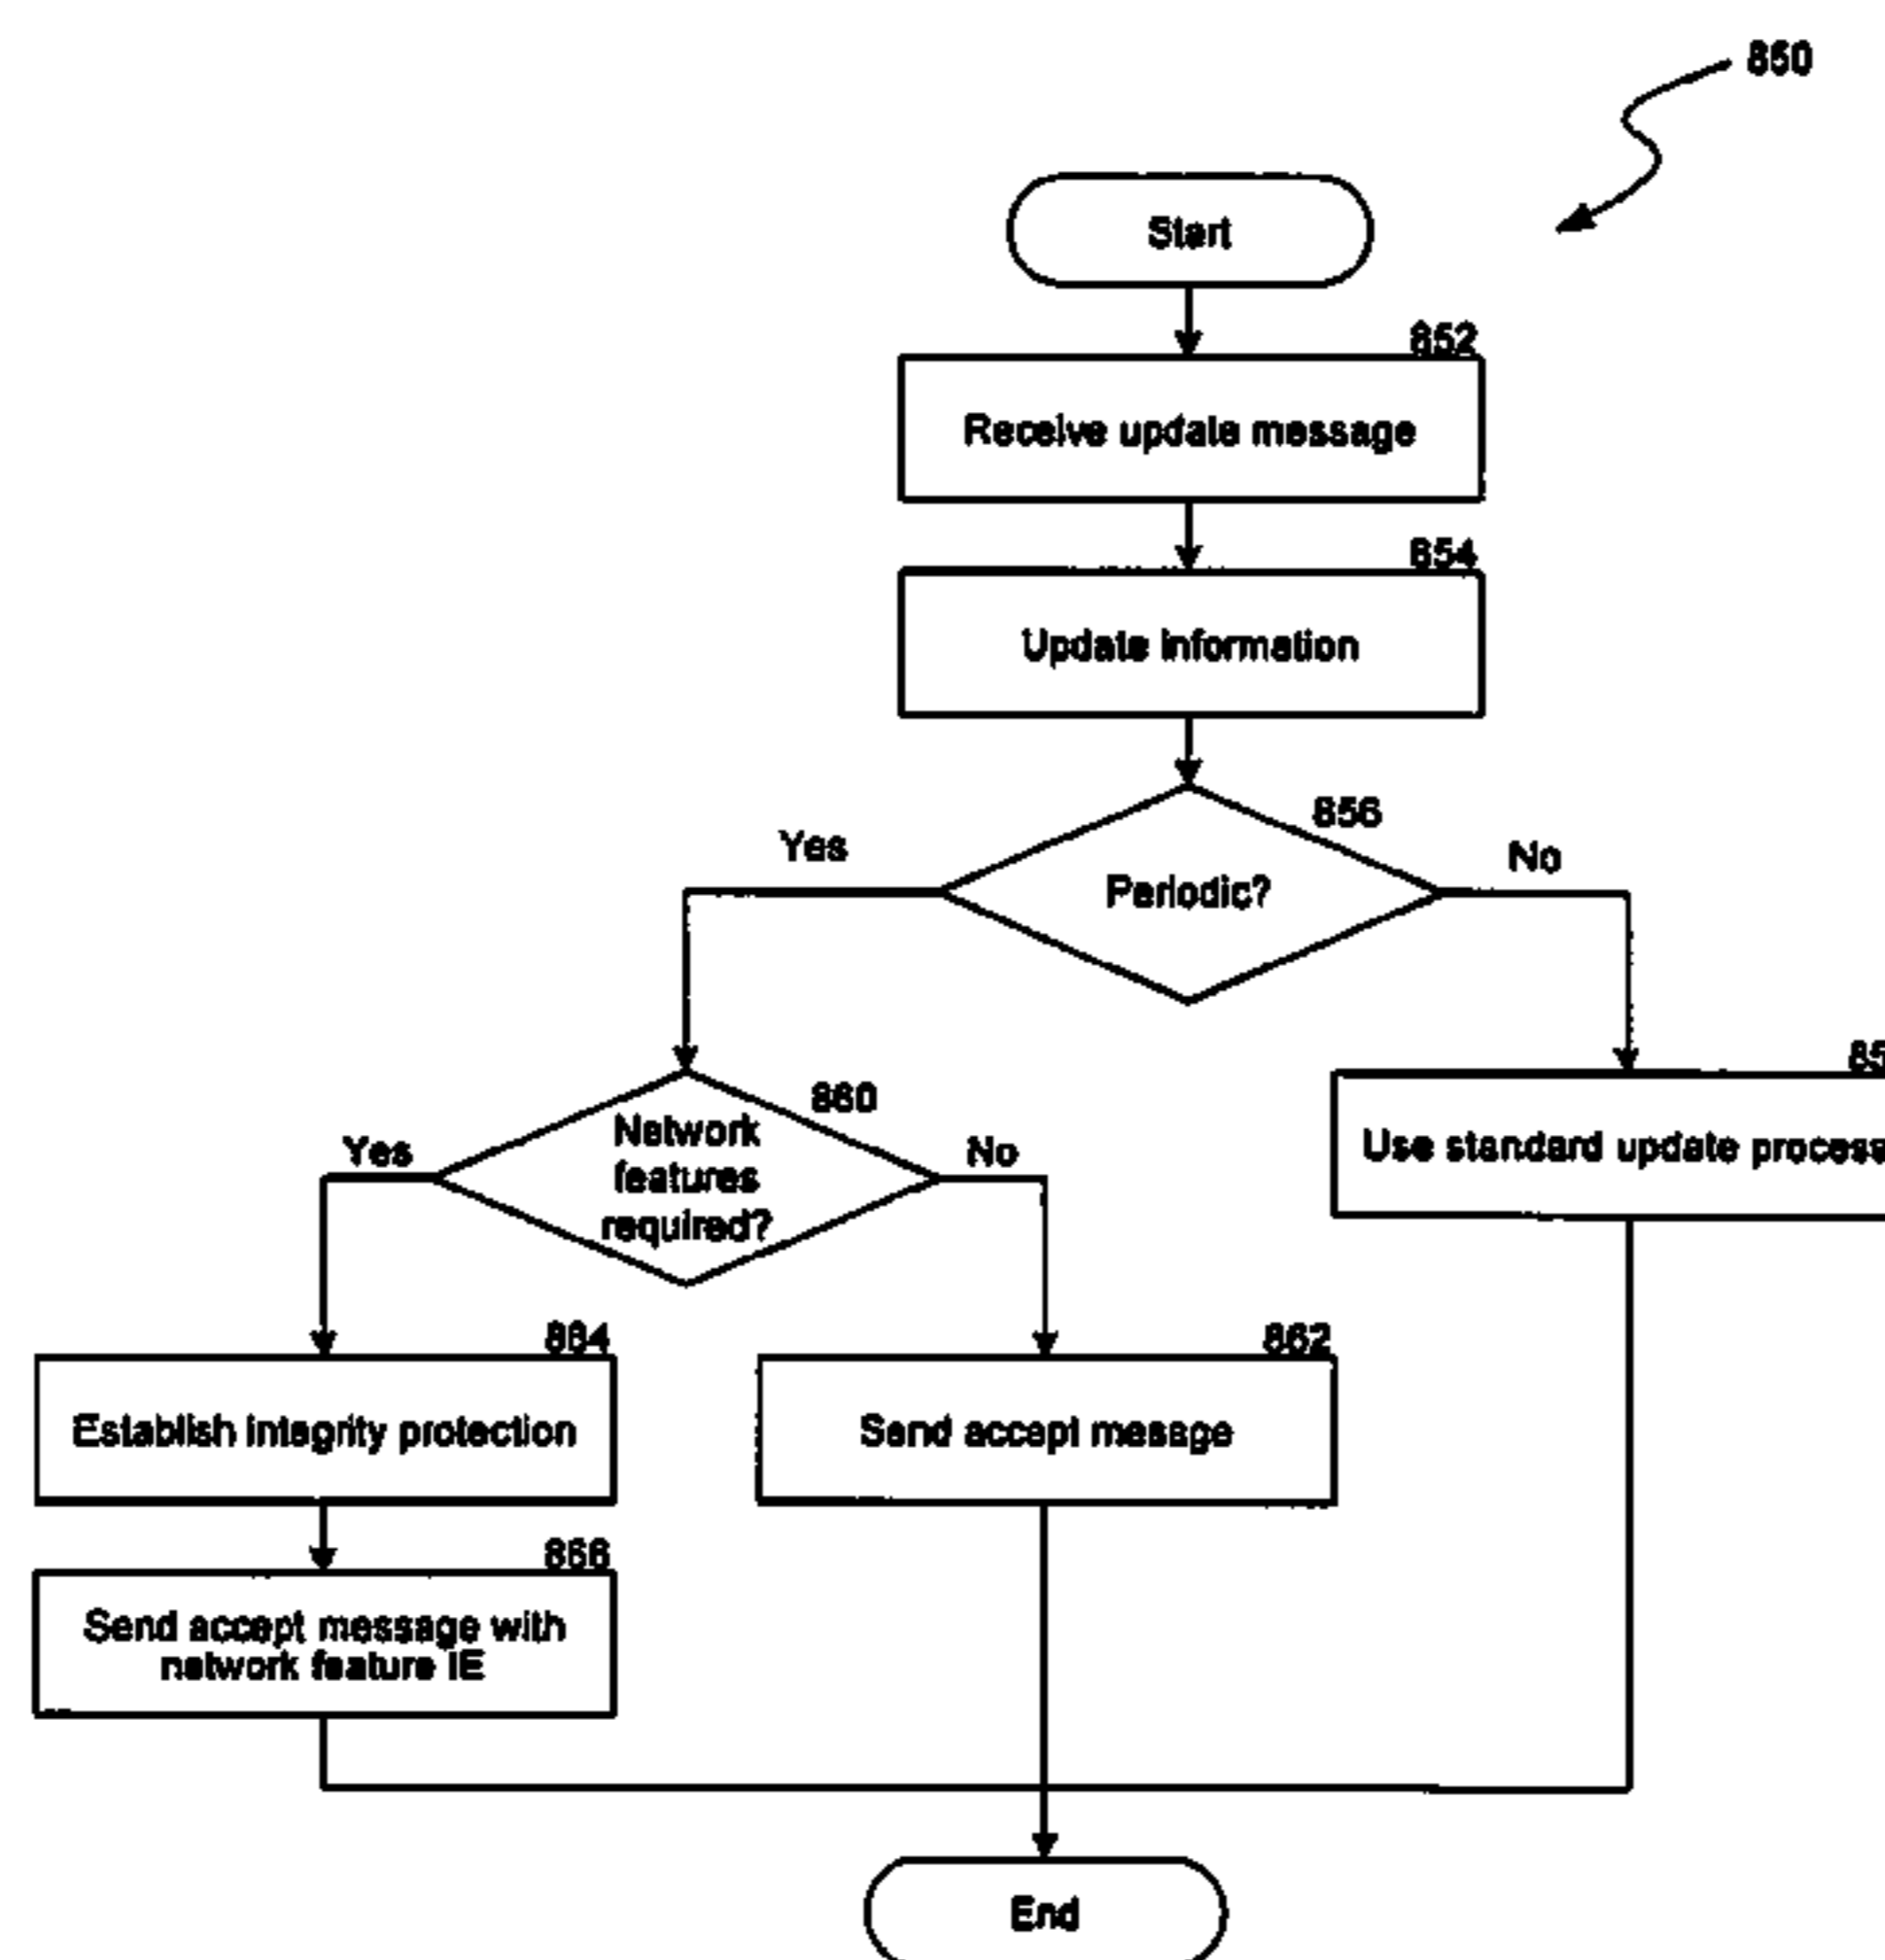 850
Start
852
Receive update message
854
Update information
856
Periodic?
Yes
No
860
Network
features
required?
Yes
No
Use standard update process
864
Establish integrity protection
862
Send accept message
866
Send accept message with
network feature IE
End